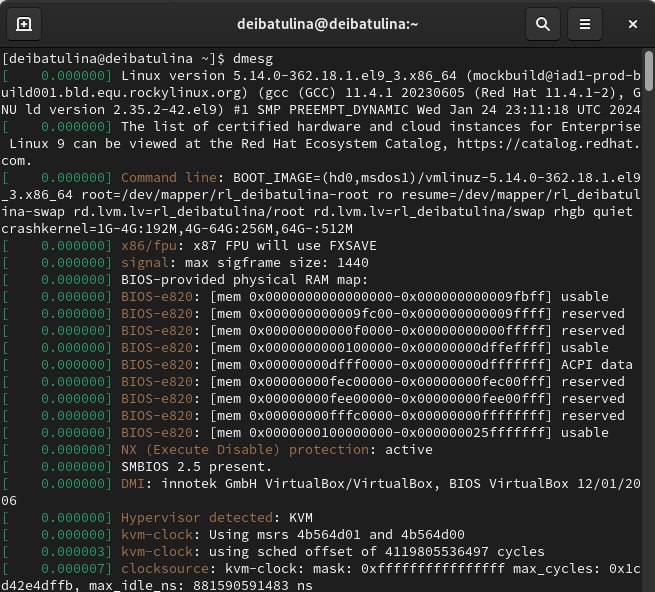 deibatulina@deibatulina:~
[deibatulina@deibatulina ~]$ dmesg
[    0.000000] Linux version 5.14.0-362.18.1.el9_3.x86_64 (mockbuild@iad1-prod-b
uild001.bld.equ.rockylinux.org) (gcc (GCC) 11.4.1 20230605 (Red Hat 11.4.1-2), G
NU ld version 2.35.2-42.el9) #1 SMP PREEMPT_DYNAMIC Wed Jan 24 23:11:18 UTC 2024
[    0.000000] The list of certified hardware and cloud instances for Enterprise
 Linux 9 can be viewed at the Red Hat Ecosystem Catalog, https://catalog.redhat.
com.
[    0.000000] Command line: BOOT_IMAGE=(hd0,msdos1)/vmlinuz-5.14.0-362.18.1.el9
_3.x86_64 root=/dev/mapper/rl_deibatulina-root ro resume=/dev/mapper/rl_deibatul
ina-swap rd.lvm.lv=rl_deibatulina/root rd.lvm.lv=rl_deibatulina/swap rhgb quiet 
crashkernel=1G-4G:192M,4G-64G:256M,64G-:512M
[    0.000000] x86/fpu: x87 FPU will use FXSAVE
[    0.000000] signal: max sigframe size: 1440
[    0.000000] BIOS-provided physical RAM map:
[    0.000000] BIOS-e820: [mem 0x0000000000000000-0x000000000009fbff] usable
[    0.000000] BIOS-e820: [mem 0x000000000009fc00-0x000000000009ffff] reserved
[    0.000000] BIOS-e820: [mem 0x00000000000f0000-0x00000000000fffff] reserved
[    0.000000] BIOS-e820: [mem 0x0000000000100000-0x00000000dffeffff] usable
[    0.000000] BIOS-e820: [mem 0x00000000dfff0000-0x00000000dfffffff] ACPI data
[    0.000000] BIOS-e820: [mem 0x00000000fec00000-0x00000000fec00fff] reserved
[    0.000000] BIOS-e820: [mem 0x00000000fee00000-0x00000000fee00fff] reserved
[    0.000000] BIOS-e820: [mem 0x00000000fffc0000-0x00000000ffffffff] reserved
[    0.000000] BIOS-e820: [mem 0x0000000100000000-0x000000025fffffff] usable
[    0.000000] NX (Execute Disable) protection: active
[    0.000000] SMBIOS 2.5 present.
[    0.000000] DMI: innotek GmbH VirtualBox/VirtualBox, BIOS VirtualBox 12/01/20
06
[    0.000000] Hypervisor detected: KVM
[    0.000000] kvm-clock: Using msrs 4b564d01 and 4b564d00
[    0.000003] kvm-clock: using sched offset of 4119805536497 cycles
[    0.000007] clocksource: kvm-clock: mask: 0xffffffffffffffff max_cycles: 0x1c
d42e4dffb, max_idle_ns: 881590591483 ns